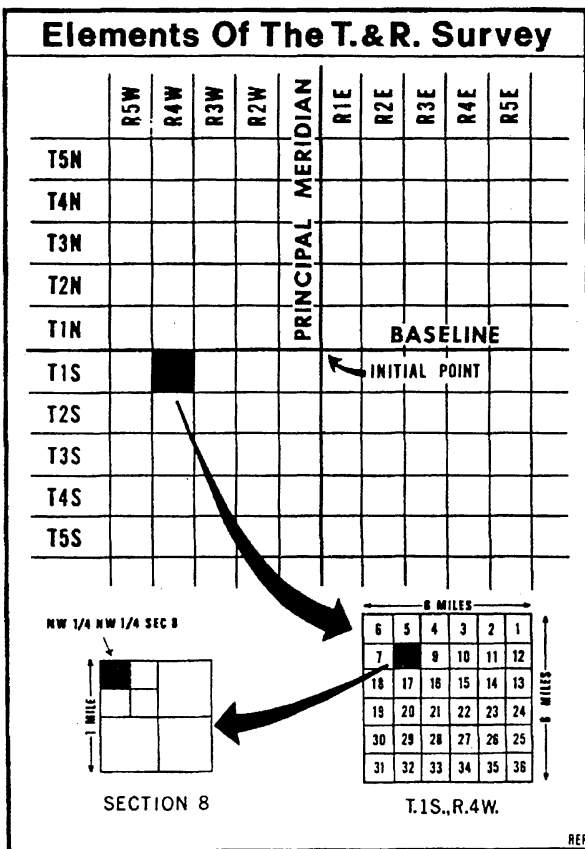 Elements Of The T.&R. Survey
R5W R4W R3W R2W PRINCIPAL MERIDIAN R1E R2E R3E R4E R5E
T5N
T4N
T3N
T2N
T1N
BASELINE
T1S
INITIAL POINT
T2S
T3S
T4S
T5S
NW 1/4 NW 1/4 SEC 8
1 MILE
SECTION 8
6 MILES
6 5 4 3 2 1
7 9 10 11 12
18 17 16 15 14 13
19 20 21 22 23 24
30 29 28 27 26 25
31 32 33 34 35 36
6 MILES
T.1S.,R.4W.
REF